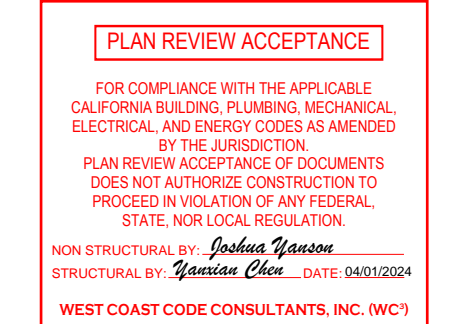 PLAN REVIEW ACCEPTANCE
FOR COMPLIANCE WITH THE APPLICABLE
CALIFORNIA BUILDING, PLUMBING, MECHANICAL,
ELECTRICAL, AND ENERGY CODES AS AMENDED
BY THE JURISDICTION.
PLAN REVIEW ACCEPTANCE OF DOCUMENTS
DOES NOT AUTHORIZE CONSTRUCTION TO
PROCEED IN VIOLATION OF ANY FEDERAL,
STATE, NOR LOCAL REGULATION.
NON STRUCTURAL BY: Joshua Yanson
STRUCTURAL BY: Yanxian Chen DATE: 04/01/2024
WEST COAST CODE CONSULTANTS, INC. (WC³)